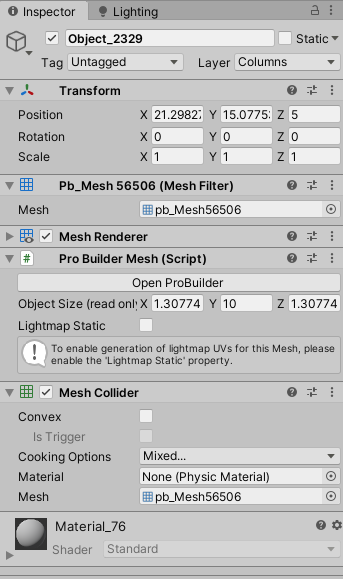 Inspector
Lighting
Object_2329
Static
Tag Untagged Layer Columns
Transform
Position X 21.2982 Y 15.0775 Z 5
Rotation X 0 Y 0 Z 0
Scale X 1 Y 1 Z 1
Pb_Mesh 56506 (Mesh Filter)
Mesh pb_Mesh56506
Mesh Renderer
# Pro Builder Mesh (Script)
Open ProBuilder
Object Size (read only X 1.30774 Y 10 Z 1.30774
Lightmap Static
To enable generation of lightmap UVs for this Mesh, please
enable the 'Lightmap Static' property.
Mesh Collider
Convex
Is Trigger
Cooking Options Mixed...
Material None (Physic Material)
Mesh pb_Mesh56506
Material_76
Shader Standard